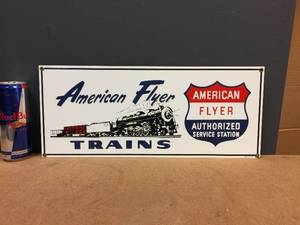 American Flyer
TRAINS
AMERICAN
FLYER
AUTHORIZED
SERVICE STATION
Red Bull